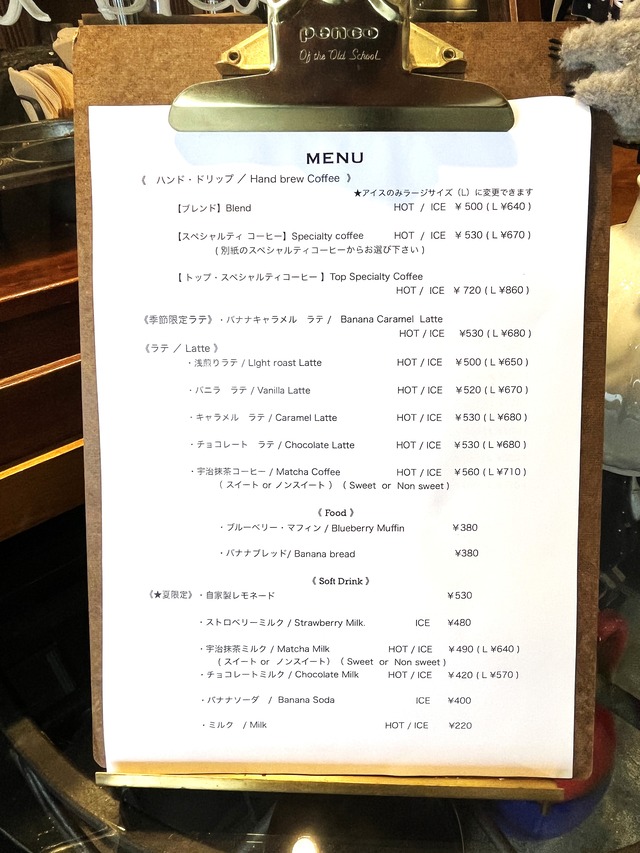 penco
Of the Old School
MENU
《　ハンド・ドリップ ／ Hand brew Coffee 》
★アイスのみラージサイズ（L）に変更できます
【ブレンド】Blend HOT / ICE ¥ 500 ( L ¥640 )
【スペシャルティ コーヒー】Specialty coffee HOT / ICE ¥ 530 ( L ¥670 )
( 別紙のスペシャルティコーヒーからお選び下さい )
【 トップ・スペシャルティコーヒー 】Top Specialty Coffee
HOT / ICE ¥ 720 ( L ¥860 )
《季節限定ラテ》・バナナキャラメル　ラテ /　Banana Caramel Latte
HOT / ICE ¥530 ( L ¥680 )
《ラテ ／ Latte 》
・浅煎りラテ / LIght roast Latte HOT / ICE ¥500 ( L ¥650 )
・バニラ　ラテ / Vanilla Latte HOT / ICE ¥520 ( L ¥670 )
・キャラメル　ラテ / Caramel Latte HOT / ICE ¥530 ( L ¥680 )
・チョコレート　ラテ / Chocolate Latte HOT / ICE ¥530 ( L ¥680 )
・宇治抹茶コーヒー / Matcha Coffee HOT / ICE ¥560 ( L ¥710 )
（ スイート or ノンスイート ）（ Sweet or Non sweet )
《 Food 》
・ブルーベリー・マフィン / Blueberry Muffin ¥380
・バナナブレッド/ Banana bread ¥380
《 Soft Drink 》
《★夏限定》・自家製レモネード ¥530
・ストロベリーミルク / Strawberry Milk. ICE ¥480
・宇治抹茶ミルク / Matcha Milk HOT / ICE ¥490 ( L ¥640 )
( スイート or ノンスイート）（ Sweet or Non sweet )
・チョコレートミルク / Chocolate Milk HOT / ICE ¥420 ( L ¥570 )
・バナナソーダ　/　Banana Soda ICE ¥400
・ミルク　/ Milk HOT / ICE ¥220